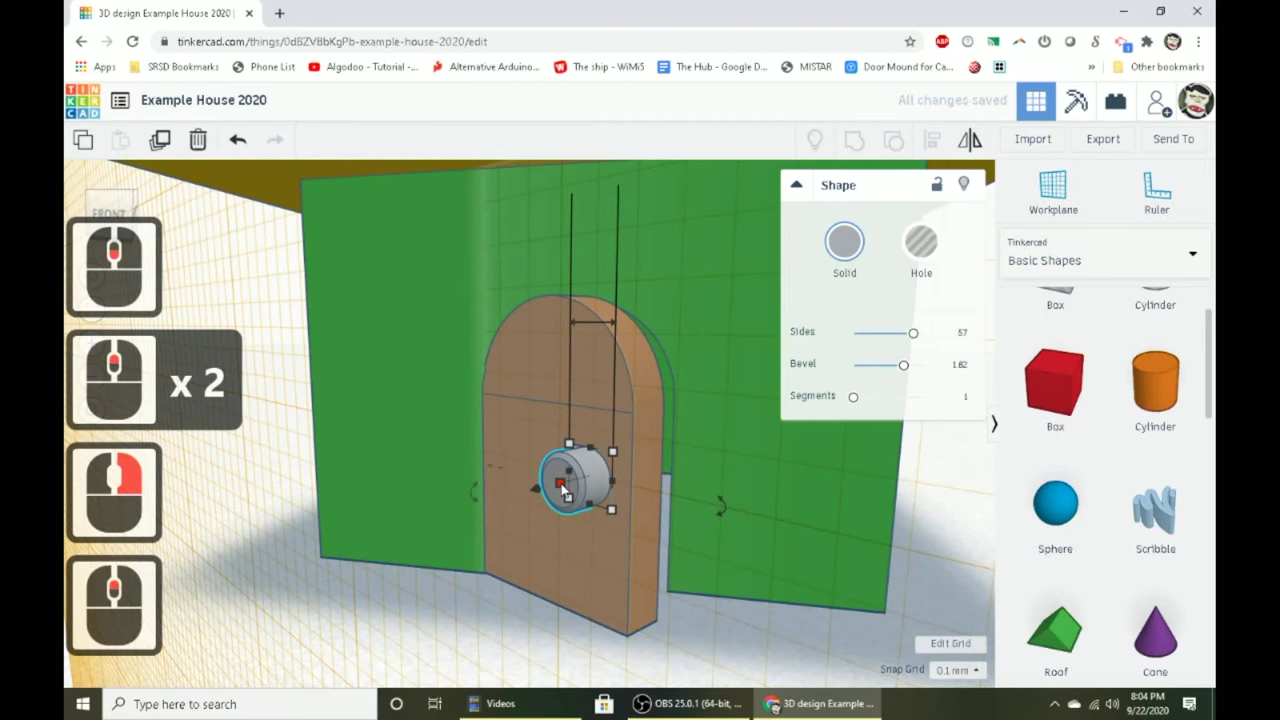 3D design Example House 2020 |
tinkercad.com/things/0dBZVBbKgPb-example-house-2020/edit
ABP
Apps SRSD Bookmarks Phone List Algodoo - Tutorial -... Alternative Arduino... The ship - WiMi5 The Hub - Google D... MISTAR Door Mound for Ca... » Other bookmarks
TIN
KER
CAD
Example House 2020
All changes saved
Import Export Send To
FRONT
Shape
Solid Hole
Sides 57
Bevel 1.82
Segments 1
Workplane Ruler
Tinkercad
Basic Shapes
Box Cylinder
Box Cylinder
Sphere Scribble
Roof Cone
x 2
Edit Grid
Snap Grid 0.1 mm
Type here to search
Videos
OBS 25.0.1 (64-bit, ...
3D design Example ...
8:04 PM
9/22/2020